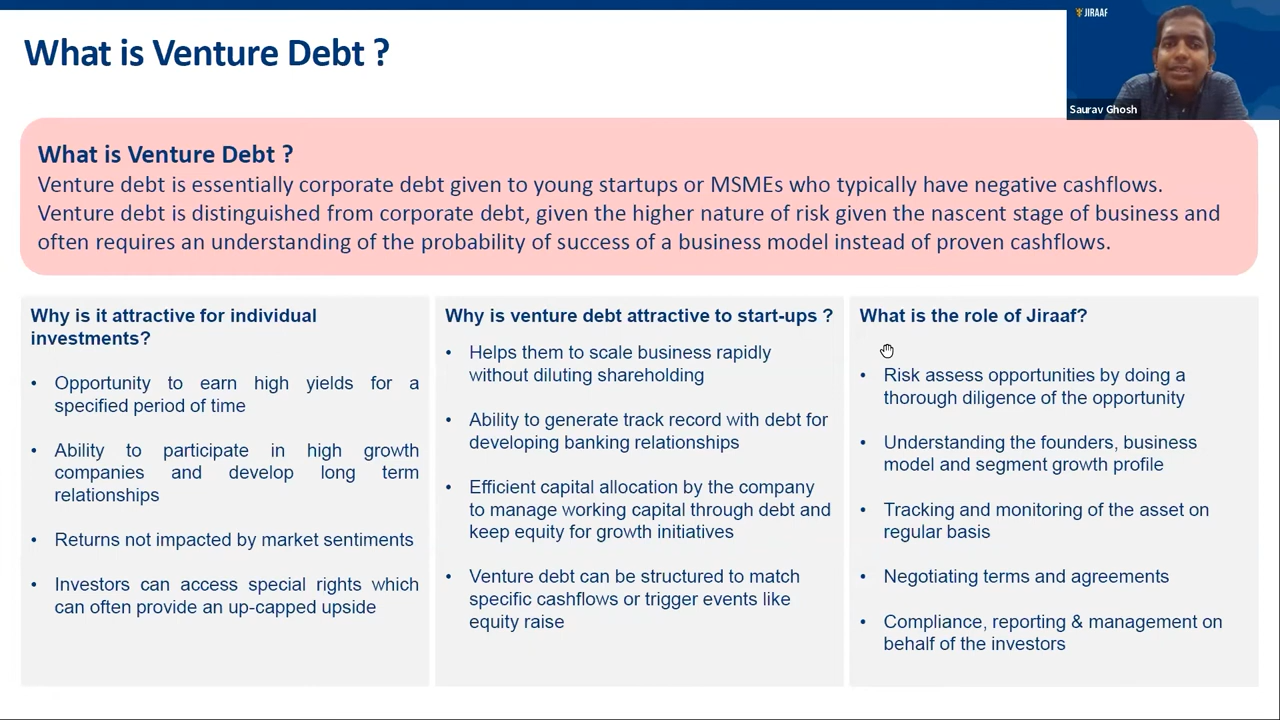 What is Venture Debt ?
JIRAAF
Saurav Ghosh
What is Venture Debt ?
Venture debt is essentially corporate debt given to young startups or MSMEs who typically have negative cashflows.
Venture debt is distinguished from corporate debt, given the higher nature of risk given the nascent stage of business and
often requires an understanding of the probability of success of a business model instead of proven cashflows.
Why is it attractive for individual
investments?
• Opportunity to earn high yields for a
specified period of time
• Ability to participate in high growth
companies and develop long term
relationships
• Returns not impacted by market sentiments
• Investors can access special rights which
can often provide an up-capped upside
Why is venture debt attractive to start-ups ?
• Helps them to scale business rapidly
without diluting shareholding
• Ability to generate track record with debt for
developing banking relationships
• Efficient capital allocation by the company
to manage working capital through debt and
keep equity for growth initiatives
• Venture debt can be structured to match
specific cashflows or trigger events like
equity raise
What is the role of Jiraaf?
• Risk assess opportunities by doing a
thorough diligence of the opportunity
• Understanding the founders, business
model and segment growth profile
• Tracking and monitoring of the asset on
regular basis
• Negotiating terms and agreements
• Compliance, reporting & management on
behalf of the investors